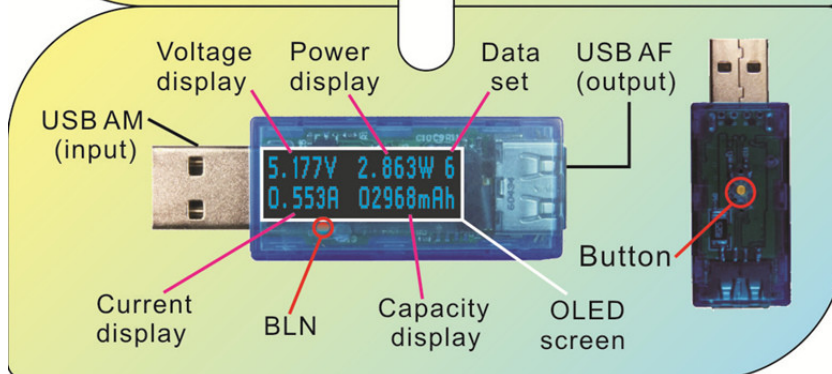 Voltage
display
Power
display
Data
set
USB AF
(output)
USB AM
(input)
5.177V 2.863W 6
0.553A 02968mAh
Current
display
BLN
Capacity
display
OLED
screen
Button